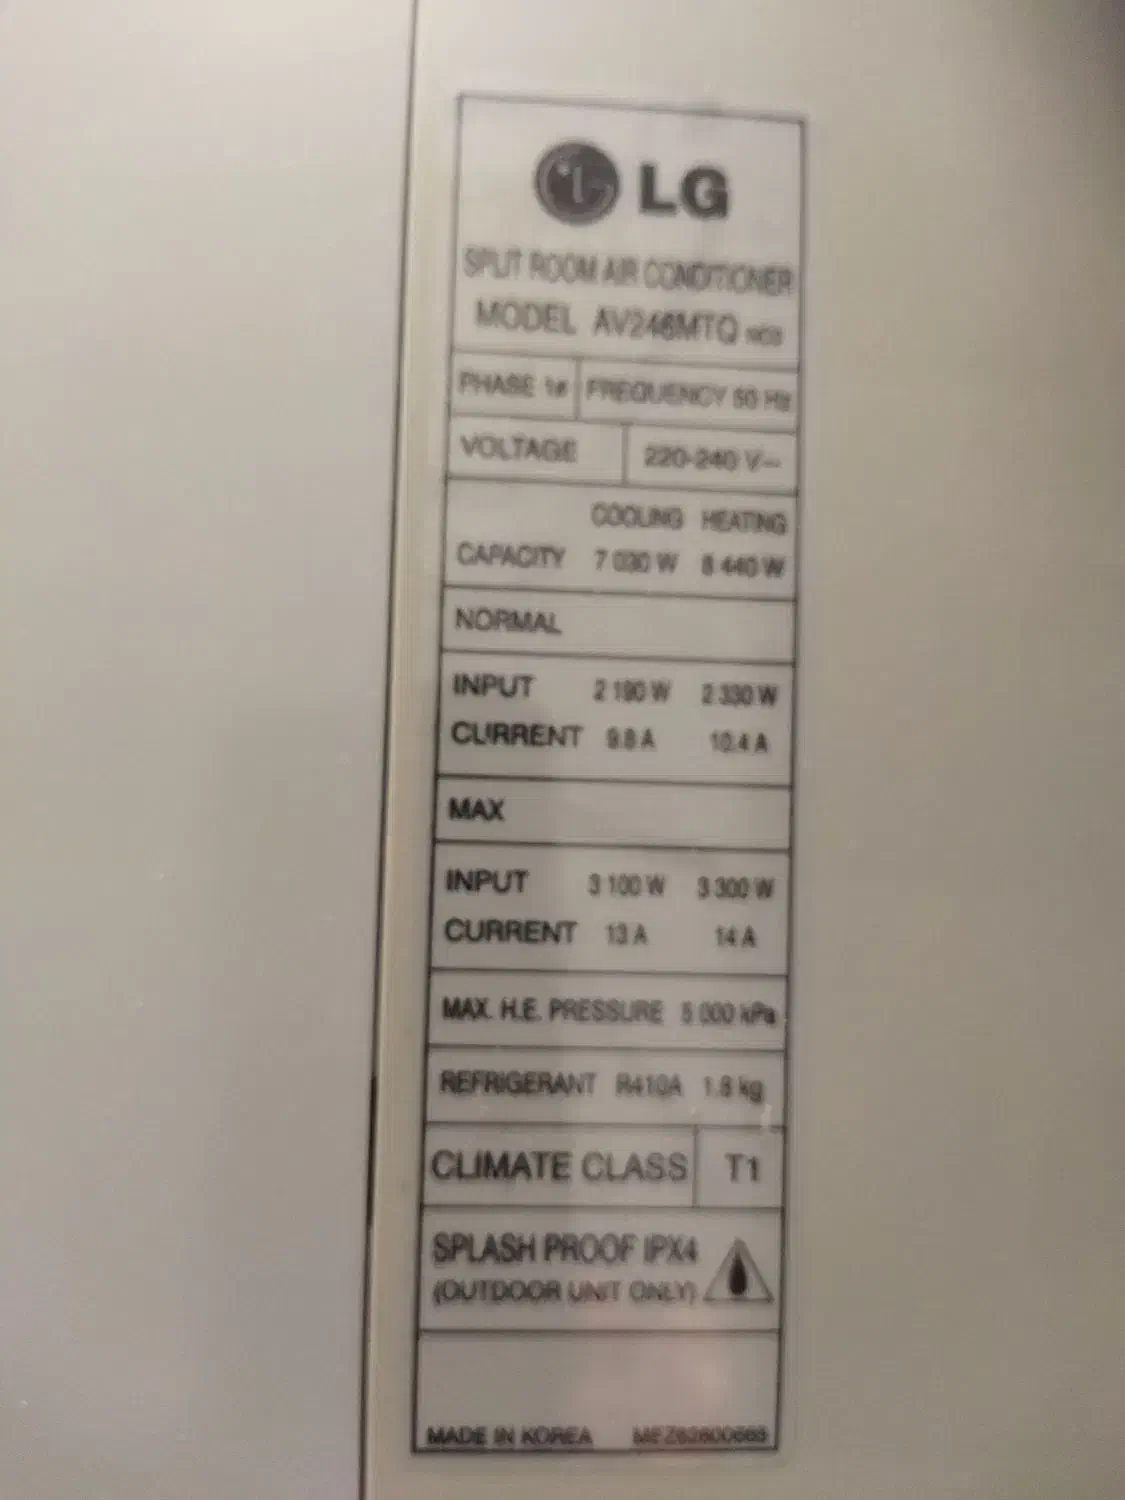 LG
SPLIT ROOM AIR CONDITIONER
MODEL AV246MTQ
PHASE 1ø FREQUENCY 50 Hz
VOLTAGE 220-240 V~
COOLING HEATING
CAPACITY 7 030 W 8 440 W
NORMAL
INPUT 2 190 W 2 330 W
CURRENT 9.8 A 10.4 A
MAX
INPUT 3 100 W 3 300 W
CURRENT 13 A 14 A
MAX. H.E. PRESSURE 5 000 kPa
REFRIGERANT R410A 1.8 kg
CLIMATE CLASS T1
SPLASH PROOF IPX4
(OUTDOOR UNIT ONLY)
MADE IN KOREA